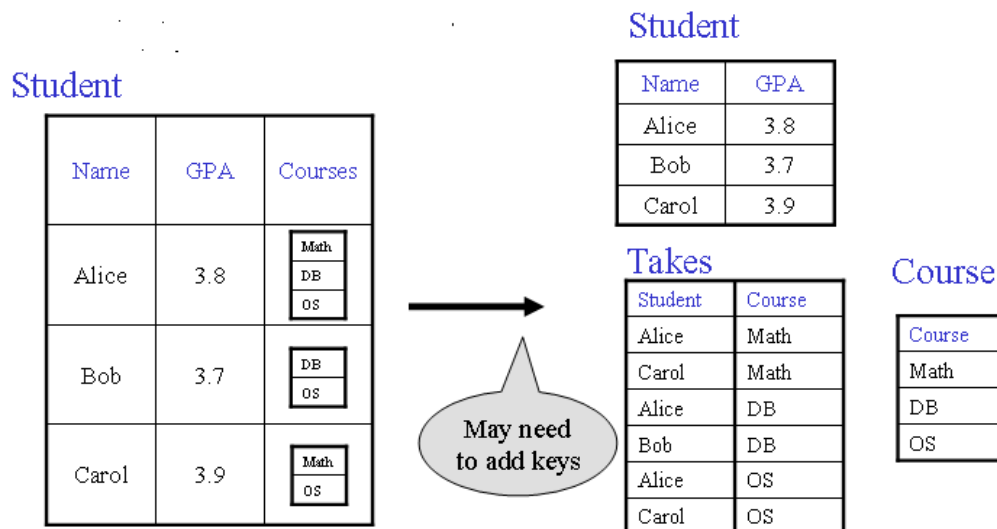 Student
Name GPA Courses
Alice 3.8 Math DB OS
Bob 3.7 DB OS
Carol 3.9 Math OS
May need
to add keys
Student
Name GPA
Alice 3.8
Bob 3.7
Carol 3.9
Takes
Student Course
Alice Math
Carol Math
Alice DB
Bob DB
Alice OS
Carol OS
Course
Course
Math
DB
OS